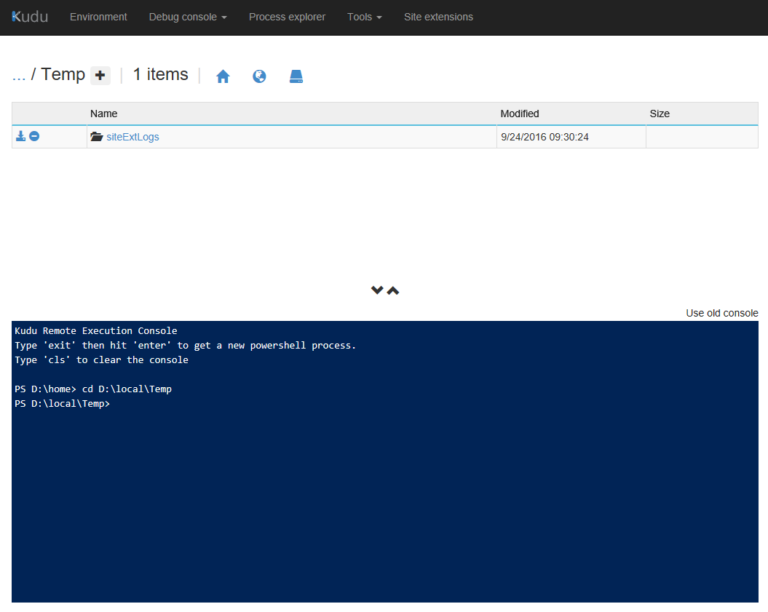 Kudu Environment Debug console Process explorer Tools Site extensions
... / Temp + | 1 items |
Name Modified Size
siteExtLogs 9/24/2016 09:30:24
Use old console
Kudu Remote Execution Console
Type 'exit' then hit 'enter' to get a new powershell process.
Type 'cls' to clear the console
PS D:\home> cd D:\local\Temp
PS D:\local\Temp>